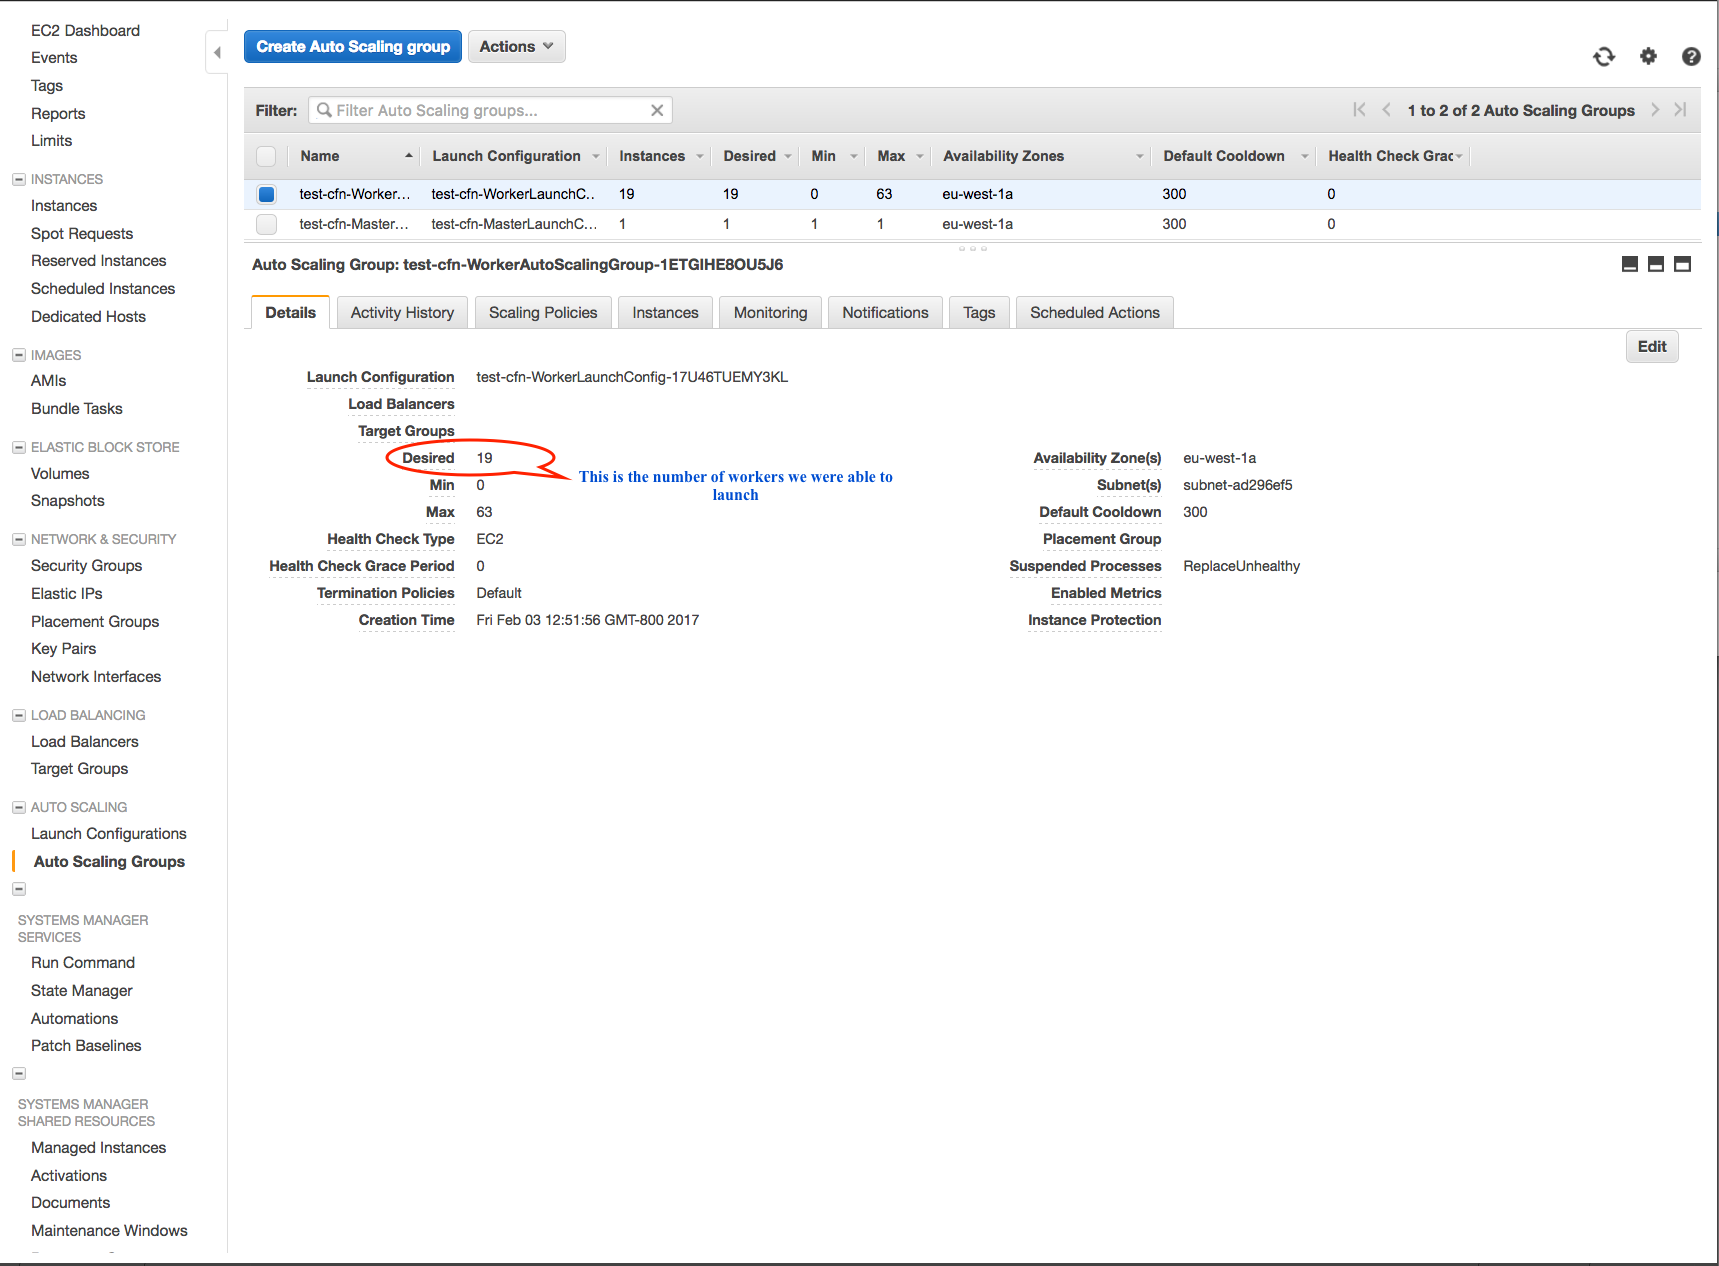 EC2 Dashboard
Events
Tags
Reports
Limits
INSTANCES
Instances
Spot Requests
Reserved Instances
Scheduled Instances
Dedicated Hosts
IMAGES
AMIs
Bundle Tasks
ELASTIC BLOCK STORE
Volumes
Snapshots
NETWORK & SECURITY
Security Groups
Elastic IPs
Placement Groups
Key Pairs
Network Interfaces
LOAD BALANCING
Load Balancers
Target Groups
AUTO SCALING
Launch Configurations
Auto Scaling Groups
SYSTEMS MANAGER
SERVICES
Run Command
State Manager
Automations
Patch Baselines
SYSTEMS MANAGER
SHARED RESOURCES
Managed Instances
Activations
Documents
Maintenance Windows
Create Auto Scaling group Actions
Filter: Filter Auto Scaling groups... 1 to 2 of 2 Auto Scaling Groups
Name Launch Configuration Instances Desired Min Max Availability Zones Default Cooldown Health Check Grac
test-cfn-Worker... test-cfn-WorkerLaunchC.. 19 19 0 63 eu-west-1a 300 0
test-cfn-Master... test-cfn-MasterLaunchC... 1 1 1 1 eu-west-1a 300 0
Auto Scaling Group: test-cfn-WorkerAutoScalingGroup-1ETGIHE8OU5J6
Details Activity History Scaling Policies Instances Monitoring Notifications Tags Scheduled Actions
Edit
Launch Configuration test-cfn-WorkerLaunchConfig-17U46TUEMY3KL
Load Balancers
Target Groups
Desired 19
Min 0
Max 63
Health Check Type EC2
Health Check Grace Period 0
Termination Policies Default
Creation Time Fri Feb 03 12:51:56 GMT-800 2017
This is the number of workers we were able to
launch
Availability Zone(s) eu-west-1a
Subnet(s) subnet-ad296ef5
Default Cooldown 300
Placement Group
Suspended Processes ReplaceUnhealthy
Enabled Metrics
Instance Protection